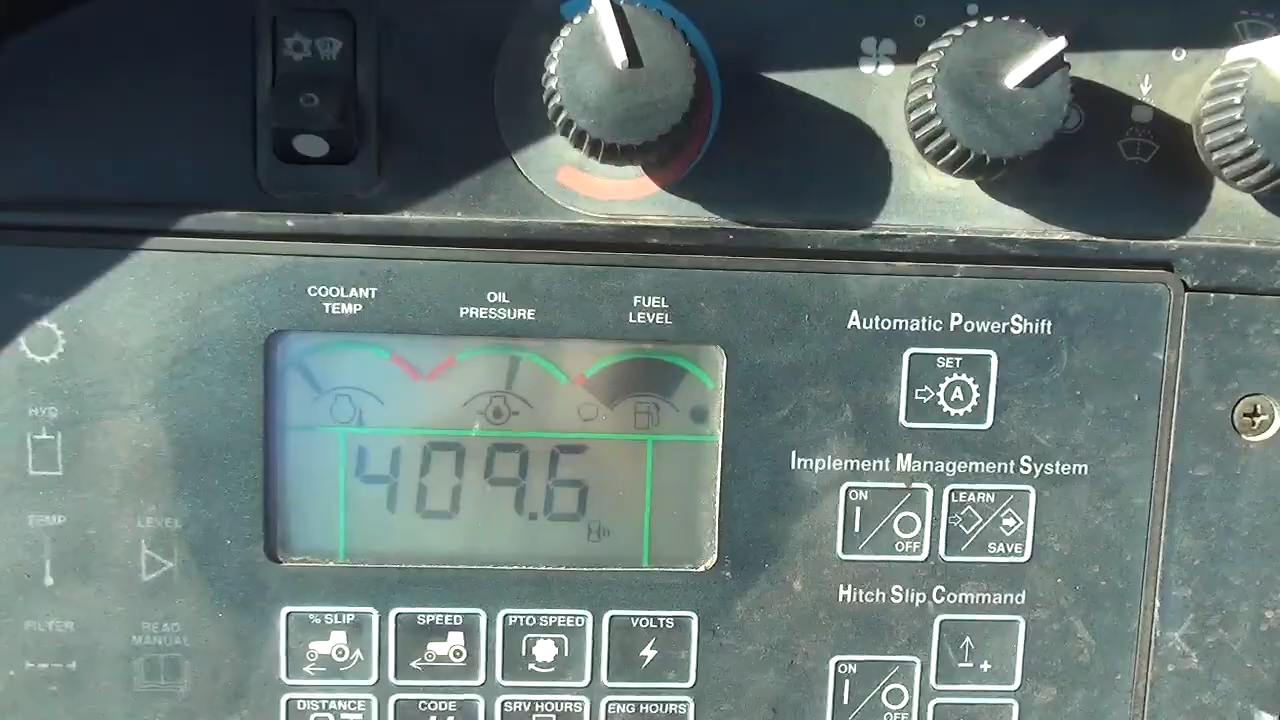 COOLANT
TEMP
OIL
PRESSURE
FUEL
LEVEL
Automatic PowerShift
SET
A
HYD
409.6
Implement Management System
ON
OFF
LEARN
SAVE
TEMP
LEVEL
Hitch Slip Command
FILTER
READ
MANUAL
% SLIP
SPEED
PTO SPEED
VOLTS
ON
OFF
DISTANCE
CODE
SRV HOURS
ENG HOURS